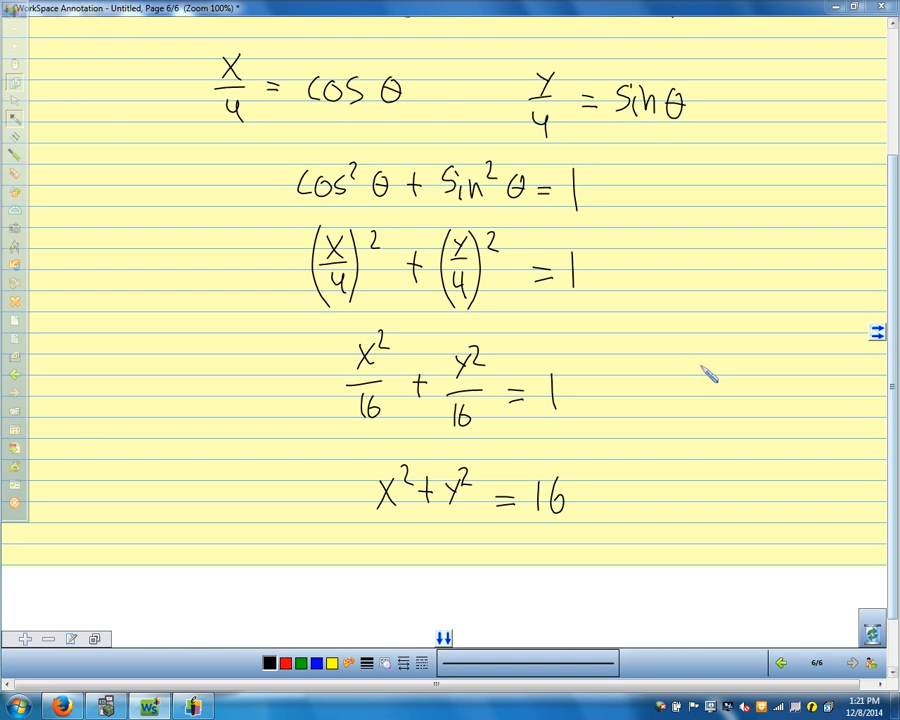 WorkSpace Annotation - Untitled, Page 6/6 (Zoom 100%) *
x/4 = cos θ    y/4 = sin θ
cos² θ + sin² θ = 1
(x/4)² + (y/4)² = 1
x²/16 + y²/16 = 1
x² + y² = 16
6/6
1:21 PM
12/8/2014